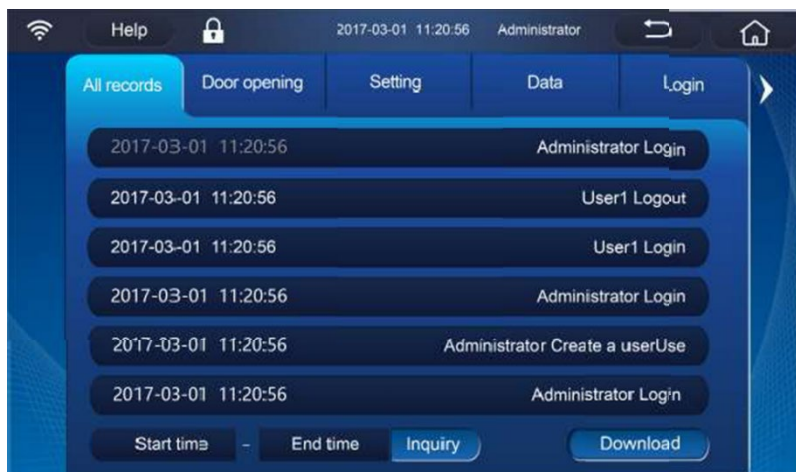 Help 2017-03-01 11:20:56 Administrator
All records Door opening Setting Data Login
2017-03-01 11:20:56 Administrator Login
2017-03-01 11:20:56 User1 Logout
2017-03-01 11:20:56 User1 Login
2017-03-01 11:20:56 Administrator Login
2017-03-01 11:20:56 Administrator Create a userUse
2017-03-01 11:20:56 Administrator Login
Start time - End time Inquiry Download